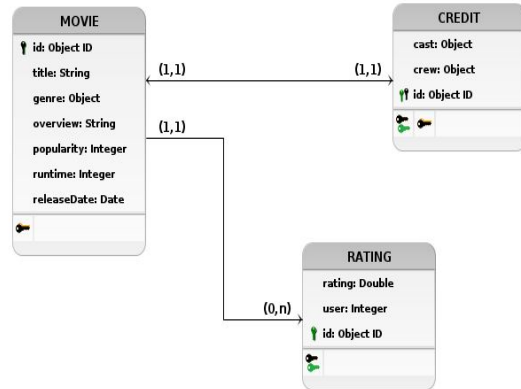 MOVIE
id: Object ID
title: String
genre: Object
overview: String
popularity: Integer
runtime: Integer
releaseDate: Date
(1,1)
(1,1)
(1,1)
(0,n)
CREDIT
cast: Object
crew: Object
id: Object ID
RATING
rating: Double
user: Integer
id: Object ID